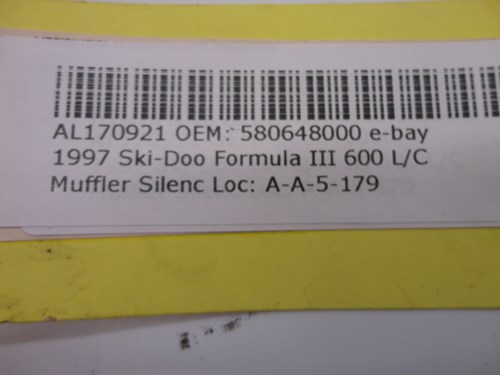 AL170921 OEM: 580648000 e-bay
1997 Ski-Doo Formula III 600 L/C
Muffler Silenc Loc: A-A-5-179